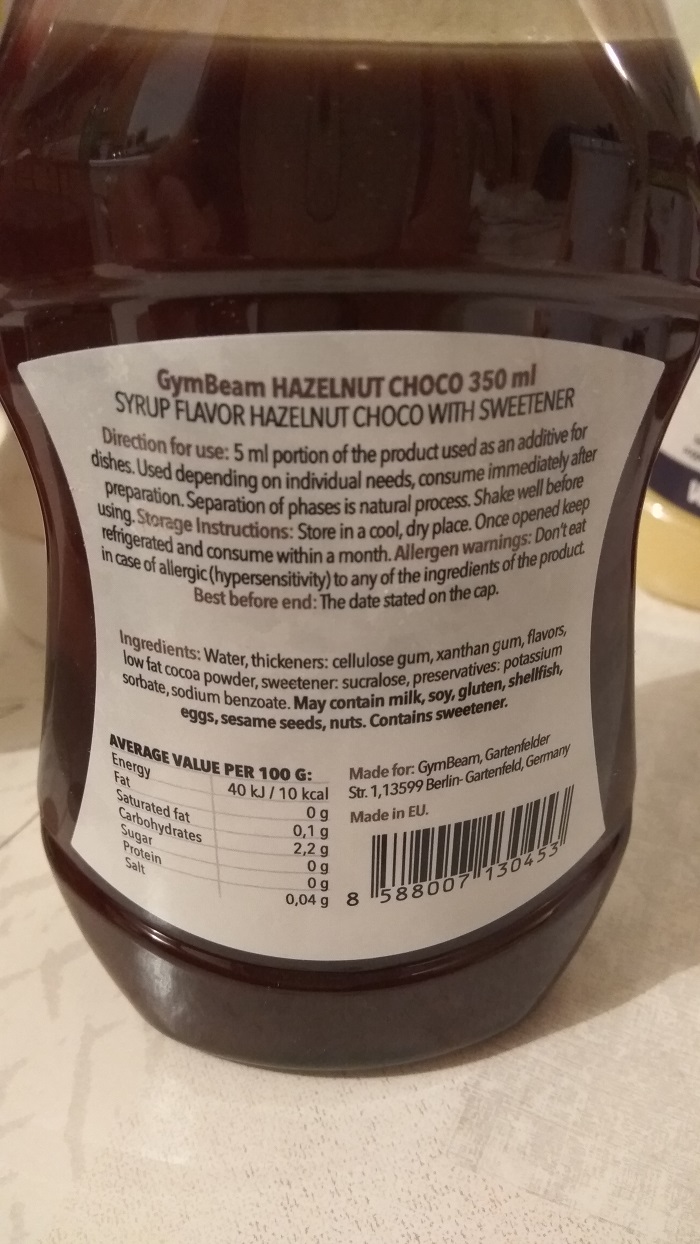 GymBeam HAZELNUT CHOCO 350 ml
SYRUP FLAVOR HAZELNUT CHOCO WITH SWEETENER
Direction for use: 5 ml portion of the product used as an additive for
dishes. Used depending on individual needs, consume immediately after
preparation. Separation of phases is natural process. Shake well before
using. Storage Instructions: Store in a cool, dry place. Once opened keep
refrigerated and consume within a month. Allergen warnings: Don't eat
in case of allergic (hypersensitivity) to any of the ingredients of the product.
Best before end: The date stated on the cap.
Ingredients: Water, thickeners: cellulose gum, xanthan gum, flavors,
low fat cocoa powder, sweetener: sucralose, preservatives: potassium
sorbate, sodium benzoate. May contain milk, soy, gluten, shellfish,
eggs, sesame seeds, nuts. Contains sweetener.
AVERAGE VALUE PER 100 G:
Energy 40 kJ / 10 kcal
Fat 0 g
Saturated fat 0,1 g
Carbohydrates 2,2 g
Sugar 0 g
Protein 0 g
Salt 0,04 g
Made for: GymBeam, Gartenfelder
Str. 1, 13599 Berlin- Gartenfeld, Germany
Made in EU.
8 588007 130453